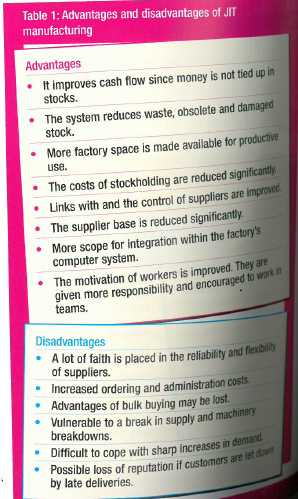 Table 1: Advantages and disadvantages of JIT
manufacturing
Advantages
• It improves cash flow since money is not tied up in
stocks.
• The system reduces waste, obsolete and damaged
stock.
• More factory space is made available for productive
use.
• The costs of stockholding are reduced significantly.
• Links with and the control of suppliers are improved.
• The supplier base is reduced significantly.
• More scope for integration within the factory's
computer system.
• The motivation of workers is improved. They are
given more responsibility and encouraged to work in
teams.
Disadvantages
• A lot of faith is placed in the reliability and flexibility
of suppliers.
• Increased ordering and administration costs.
• Advantages of bulk buying may be lost.
• Vulnerable to a break in supply and machinery
breakdowns.
• Difficult to cope with sharp increases in demand.
• Possible loss of reputation if customers are let down
by late deliveries.